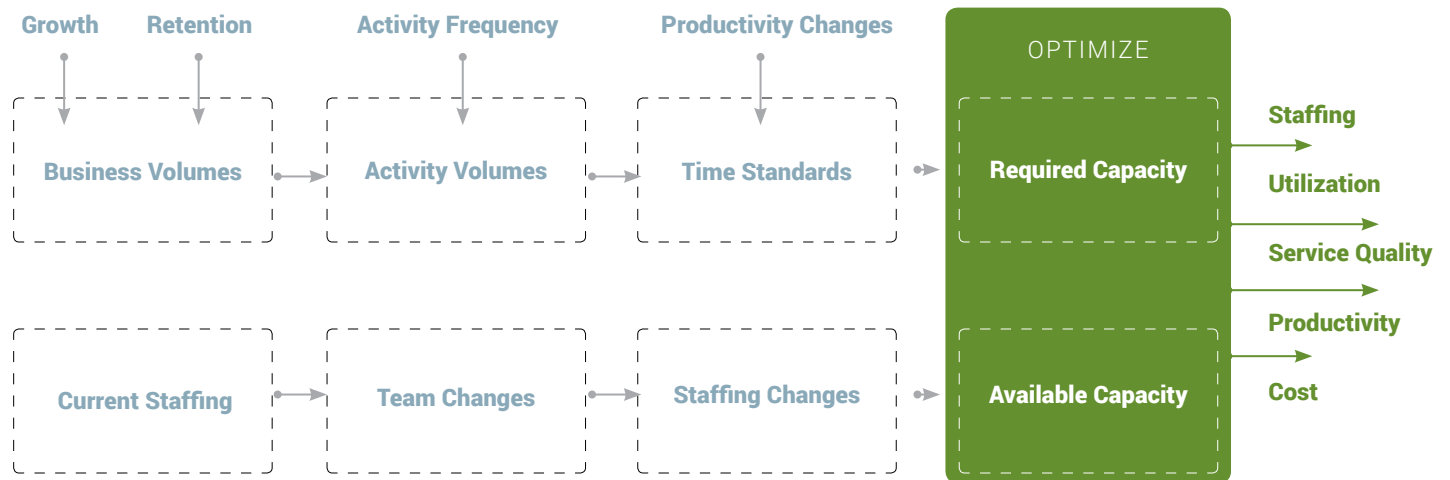 Growth
Retention
Activity Frequency
Productivity Changes
OPTIMIZE
Business Volumes
Activity Volumes
Time Standards
Required Capacity
Staffing
Utilization
Service Quality
Productivity
Cost
Current Staffing
Team Changes
Staffing Changes
Available Capacity